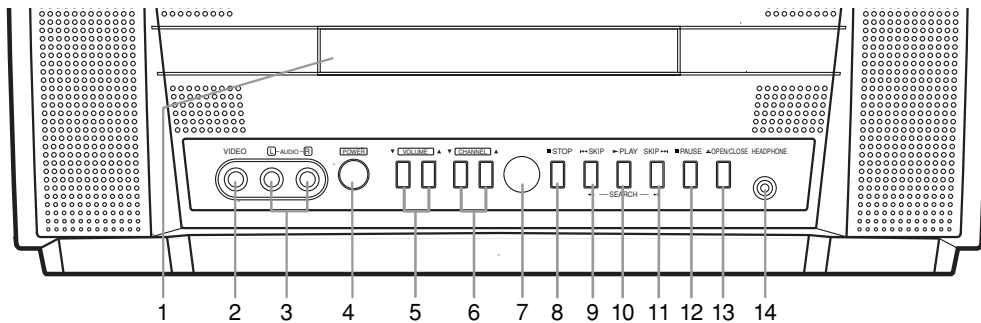 VIDEO L AUDIO R POWER ▼ VOLUME ▲ ▼ CHANNEL ▲ ■STOP ⏮SKIP ►PLAY SKIP⏭ ■PAUSE ⏏OPEN/CLOSE HEADPHONE
◄ SEARCH ►
1 2 3 4 5 6 7 8 9 10 11 12 13 14